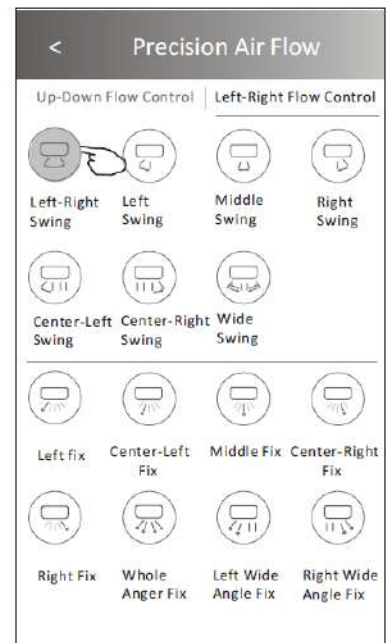 < Precision Air Flow
Up-Down Flow Control Left-Right Flow Control
Left-Right Left Middle Right
Swing Swing Swing Swing
Center-Left Center-Right Wide
Swing Swing Swing
Left fix Center-Left Middle Fix Center-Right
Fix Fix
Right Fix Whole Left Wide Right Wide
Anger Fix Angle Fix Angle Fix